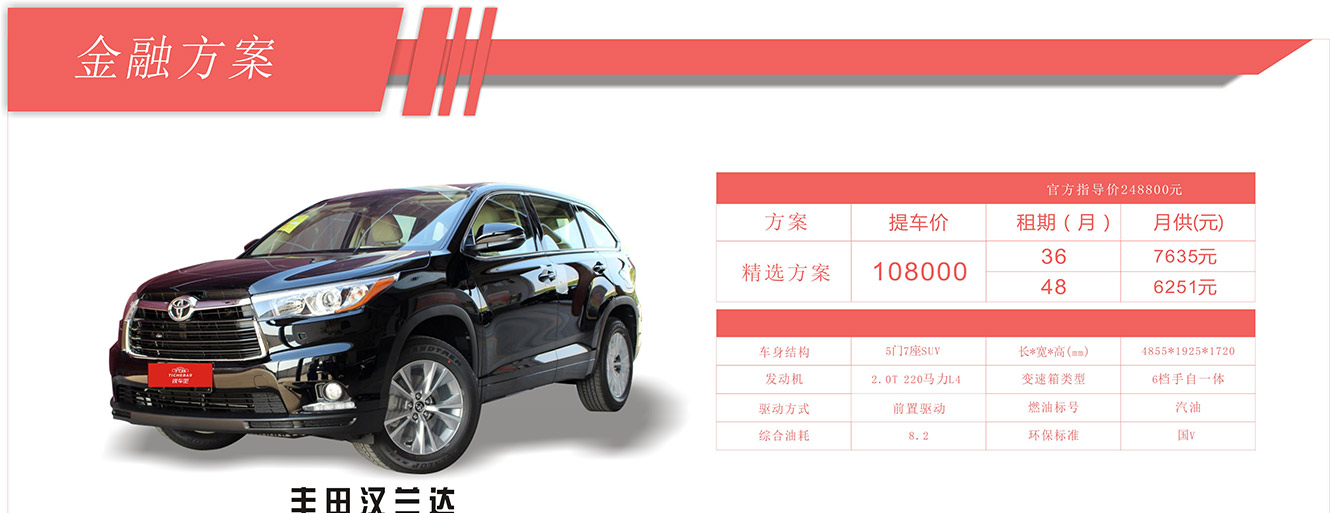 金融方案
官方指导价248800元
方案 提车价 租期（月） 月供(元)
精选方案 108000 36 7635元
48 6251元
车身结构 5门7座SUV 长*宽*高(mm) 4855*1925*1720
发动机 2.0T 220马力L4 变速箱类型 6档手自一体
驱动方式 前置驱动 燃油标号 汽油
综合油耗 8.2 环保标准 国V
TICHEBAR
提车吧
丰田汉兰达